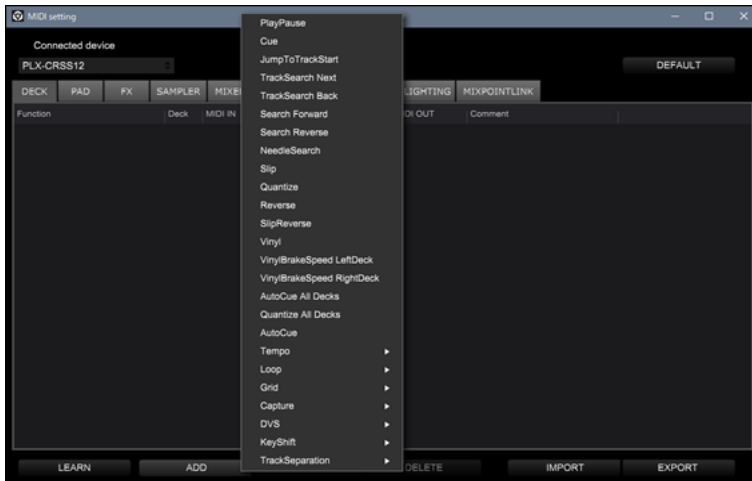 MIDI setting
Connected device
PLX-CRSS12
DEFAULT
DECK PAD FX SAMPLER LIGHTING MIXPOINTLINK
Function Deck MIDI IN OUT Comment
PlayPause
Cue
JumpToTrackStart
TrackSearch Next
TrackSearch Back
Search Forward
Search Reverse
NeedleSearch
Slip
Quantize
Reverse
SlipReverse
Vinyl
VinylBrakeSpeed LeftDeck
VinylBrakeSpeed RightDeck
AutoCue All Decks
Quantize All Decks
AutoCue
Tempo
Loop
Grid
Capture
DVS
KeyShift
TrackSeparation
LEARN ADD DELETE IMPORT EXPORT